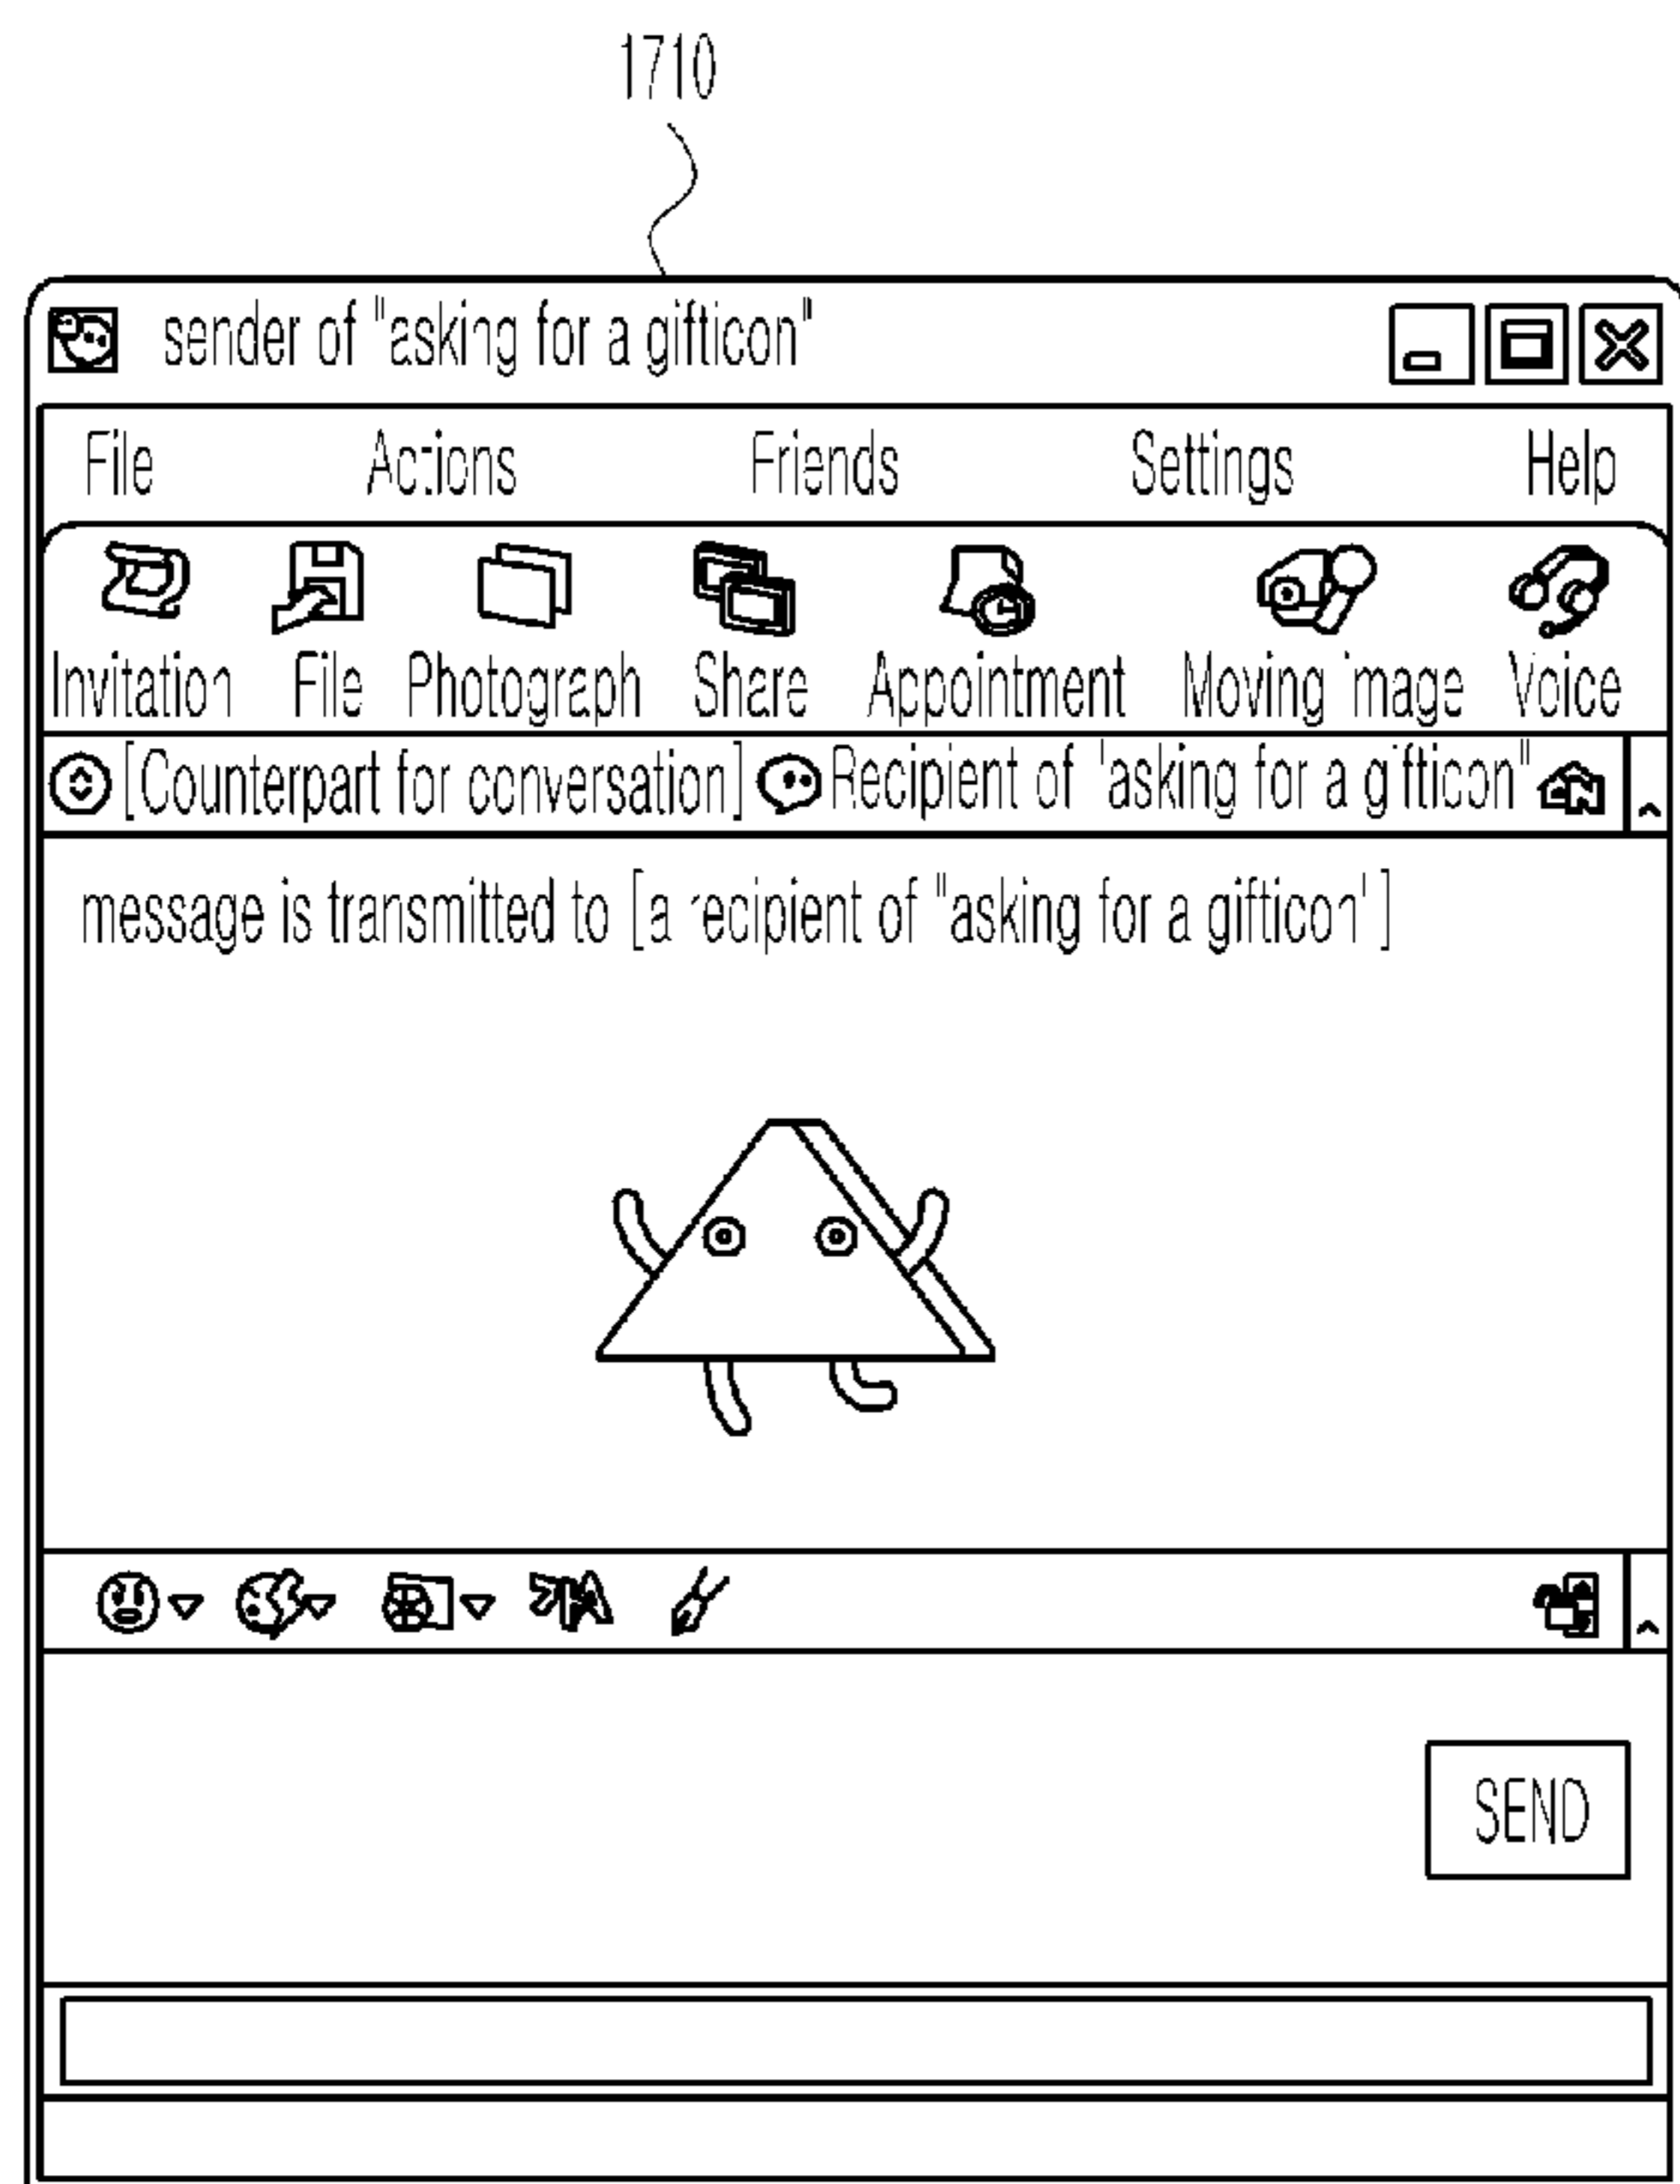 1710
sender of "asking for a gifticon"
File Actions Friends Settings Help
Invitation File Photograph Share Appointment Moving image Voice
[Counterpart for conversation] Recipient of "asking for a gifticon"
message is transmitted to [a recipient of "asking for a gifticon"]
SEND